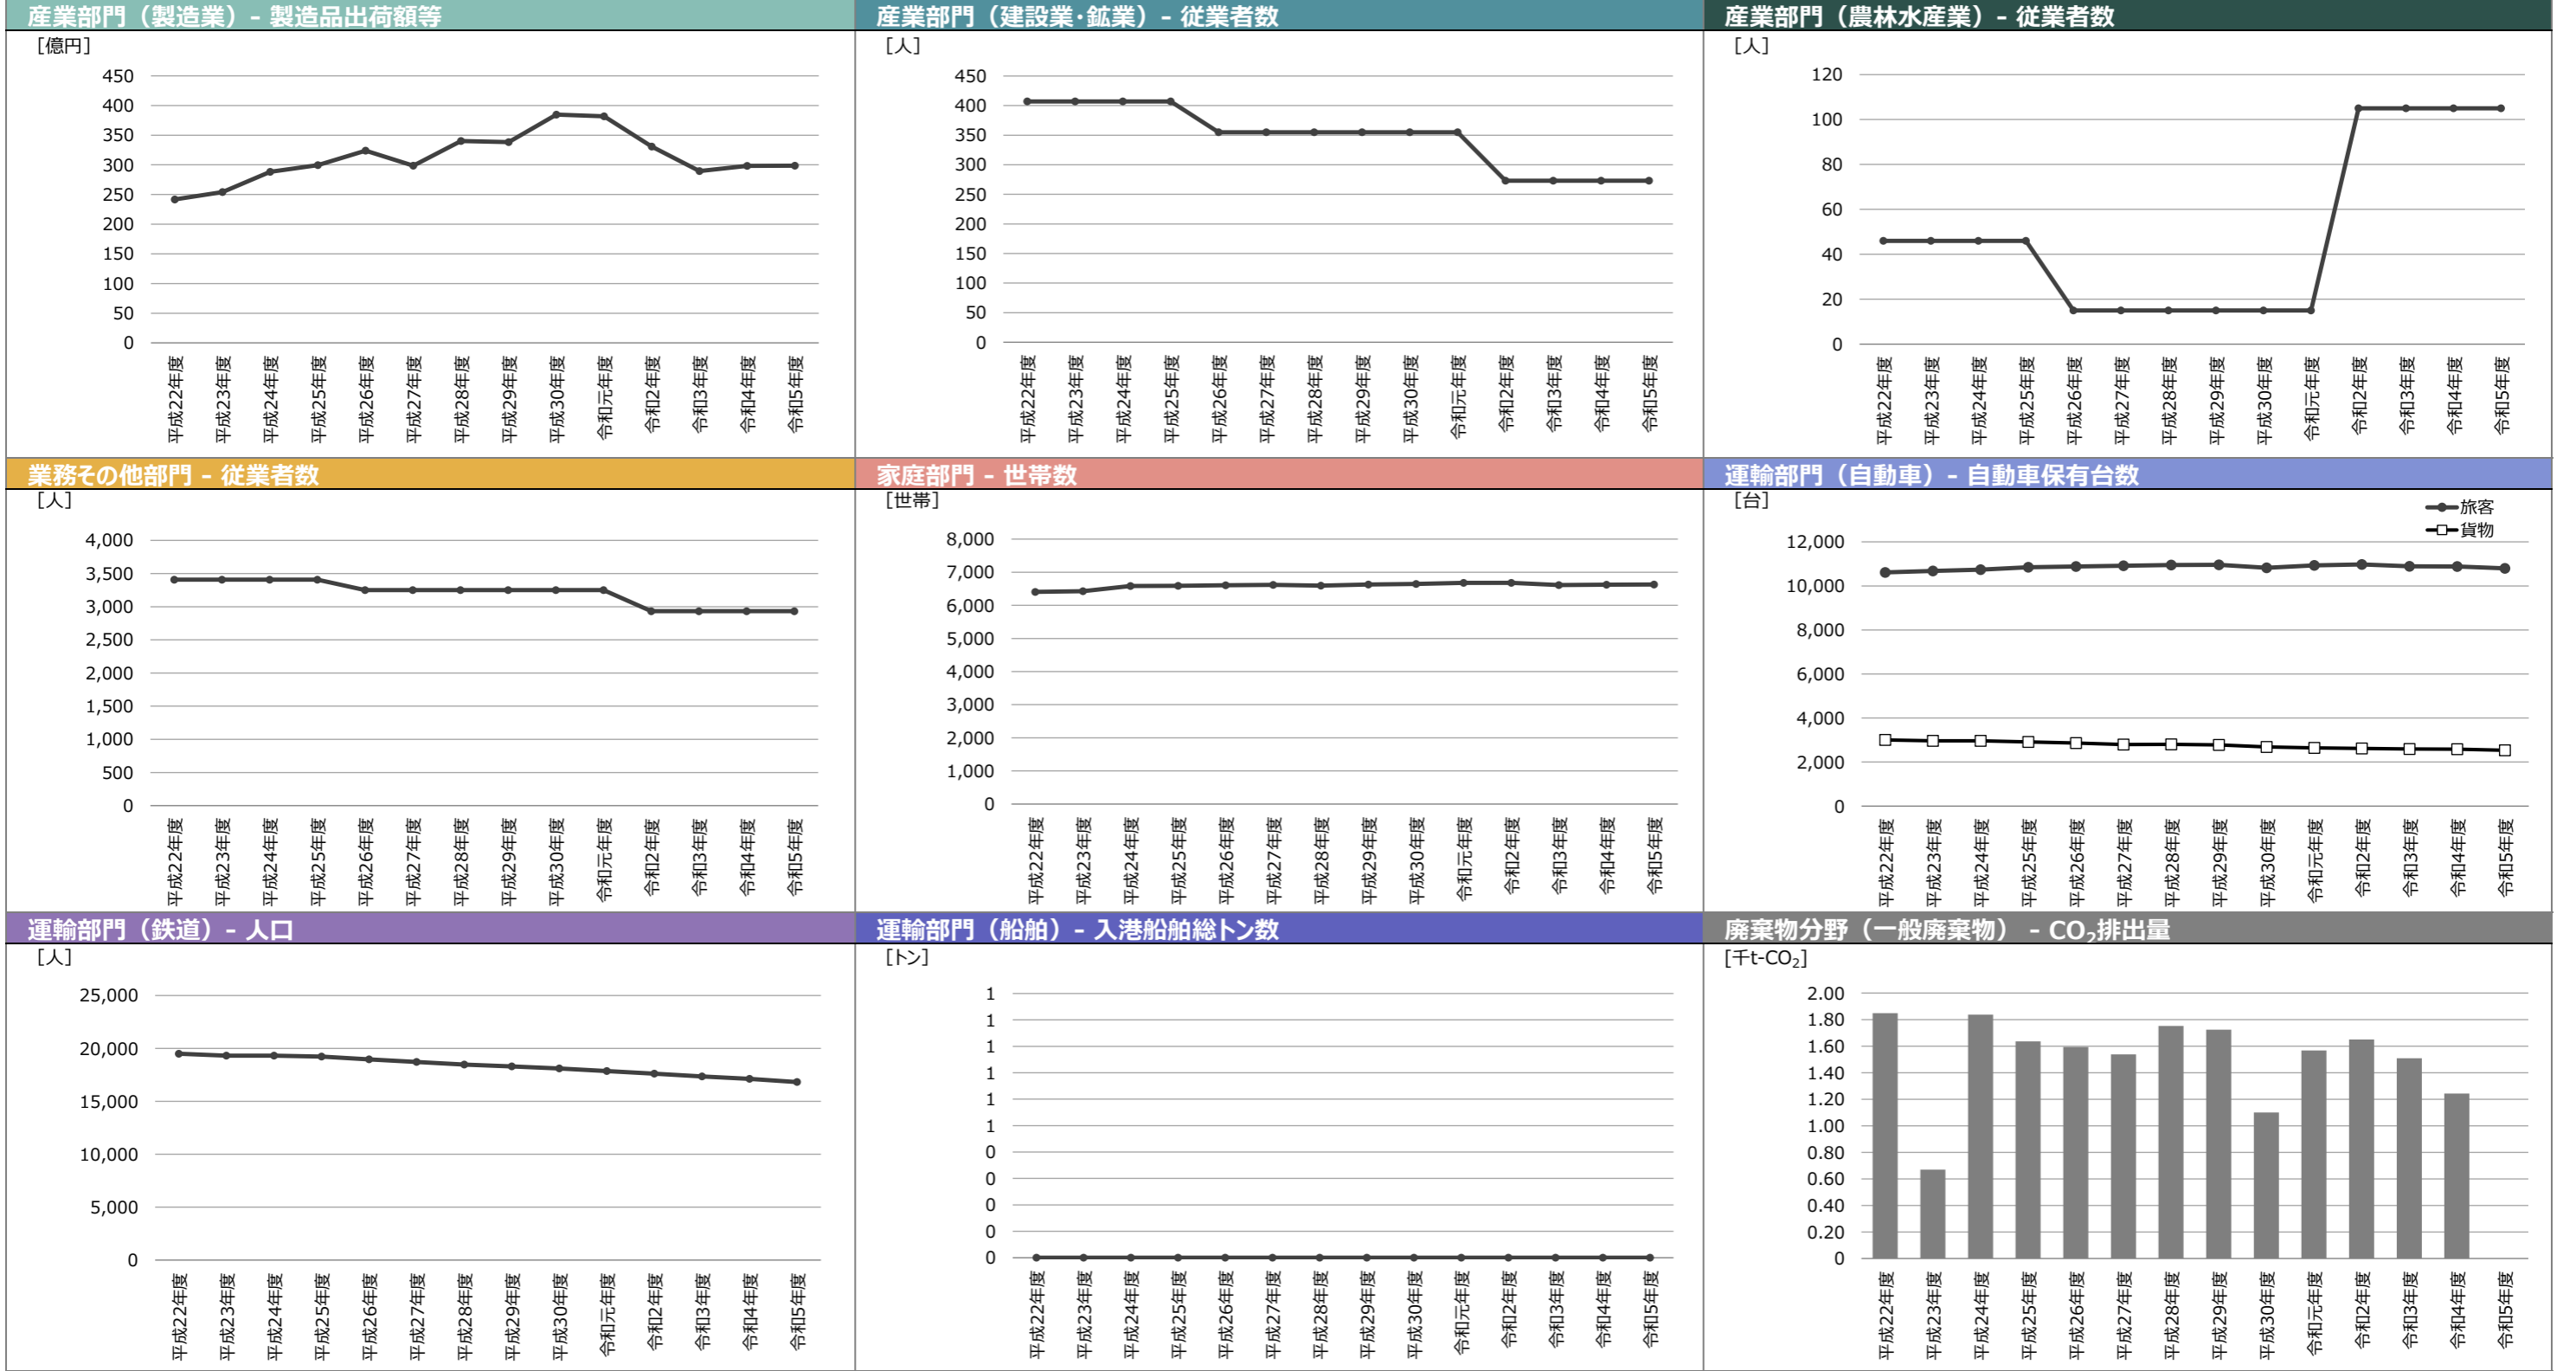 産業部門（製造業）- 製造品出荷額等
[億円]
450
400
350
300
250
200
150
100
50
0
平成22年度
平成23年度
平成24年度
平成25年度
平成26年度
平成27年度
平成28年度
平成29年度
平成30年度
令和元年度
令和2年度
令和3年度
令和4年度
令和5年度
産業部門（建設業･鉱業）- 従業者数
[人]
450
400
350
300
250
200
150
100
50
0
平成22年度
平成23年度
平成24年度
平成25年度
平成26年度
平成27年度
平成28年度
平成29年度
平成30年度
令和元年度
令和2年度
令和3年度
令和4年度
令和5年度
産業部門（農林水産業）- 従業者数
[人]
120
100
80
60
40
20
0
平成22年度
平成23年度
平成24年度
平成25年度
平成26年度
平成27年度
平成28年度
平成29年度
平成30年度
令和元年度
令和2年度
令和3年度
令和4年度
令和5年度
業務その他部門 - 従業者数
[人]
4,000
3,500
3,000
2,500
2,000
1,500
1,000
500
0
平成22年度
平成23年度
平成24年度
平成25年度
平成26年度
平成27年度
平成28年度
平成29年度
平成30年度
令和元年度
令和2年度
令和3年度
令和4年度
令和5年度
家庭部門 - 世帯数
[世帯]
8,000
7,000
6,000
5,000
4,000
3,000
2,000
1,000
0
平成22年度
平成23年度
平成24年度
平成25年度
平成26年度
平成27年度
平成28年度
平成29年度
平成30年度
令和元年度
令和2年度
令和3年度
令和4年度
令和5年度
運輸部門（自動車）- 自動車保有台数
[台]
旅客
貨物
12,000
10,000
8,000
6,000
4,000
2,000
0
平成22年度
平成23年度
平成24年度
平成25年度
平成26年度
平成27年度
平成28年度
平成29年度
平成30年度
令和元年度
令和2年度
令和3年度
令和4年度
令和5年度
運輸部門（鉄道）- 人口
[人]
25,000
20,000
15,000
10,000
5,000
0
平成22年度
平成23年度
平成24年度
平成25年度
平成26年度
平成27年度
平成28年度
平成29年度
平成30年度
令和元年度
令和2年度
令和3年度
令和4年度
令和5年度
運輸部門（船舶）- 入港船舶総トン数
[トン]
1
1
1
1
1
1
0
0
0
0
0
平成22年度
平成23年度
平成24年度
平成25年度
平成26年度
平成27年度
平成28年度
平成29年度
平成30年度
令和元年度
令和2年度
令和3年度
令和4年度
令和5年度
廃棄物分野（一般廃棄物） - CO₂排出量
[千t-CO₂]
2.00
1.80
1.60
1.40
1.20
1.00
0.80
0.60
0.40
0.20
0
平成22年度
平成23年度
平成24年度
平成25年度
平成26年度
平成27年度
平成28年度
平成29年度
平成30年度
令和元年度
令和2年度
令和3年度
令和4年度
令和5年度